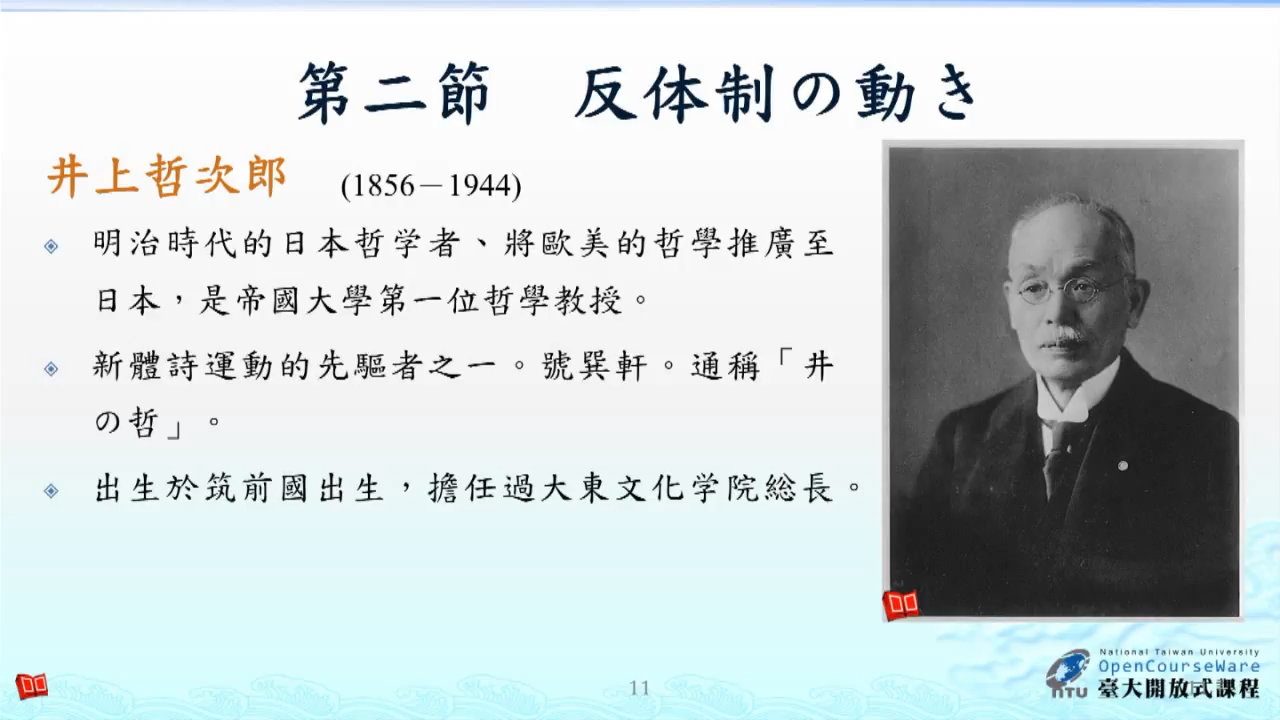 第二節　反体制の動き
井上哲次郎　(1856－1944)
明治時代的日本哲学者、將歐美的哲學推廣至
日本，是帝國大學第一位哲學教授。
新體詩運動的先驅者之一。號巽軒。通稱「井
の哲」。
出生於筑前國出生，擔任過大東文化学院総長。
11
National Taiwan University
OpenCourseWare
NTU 臺大開放式課程